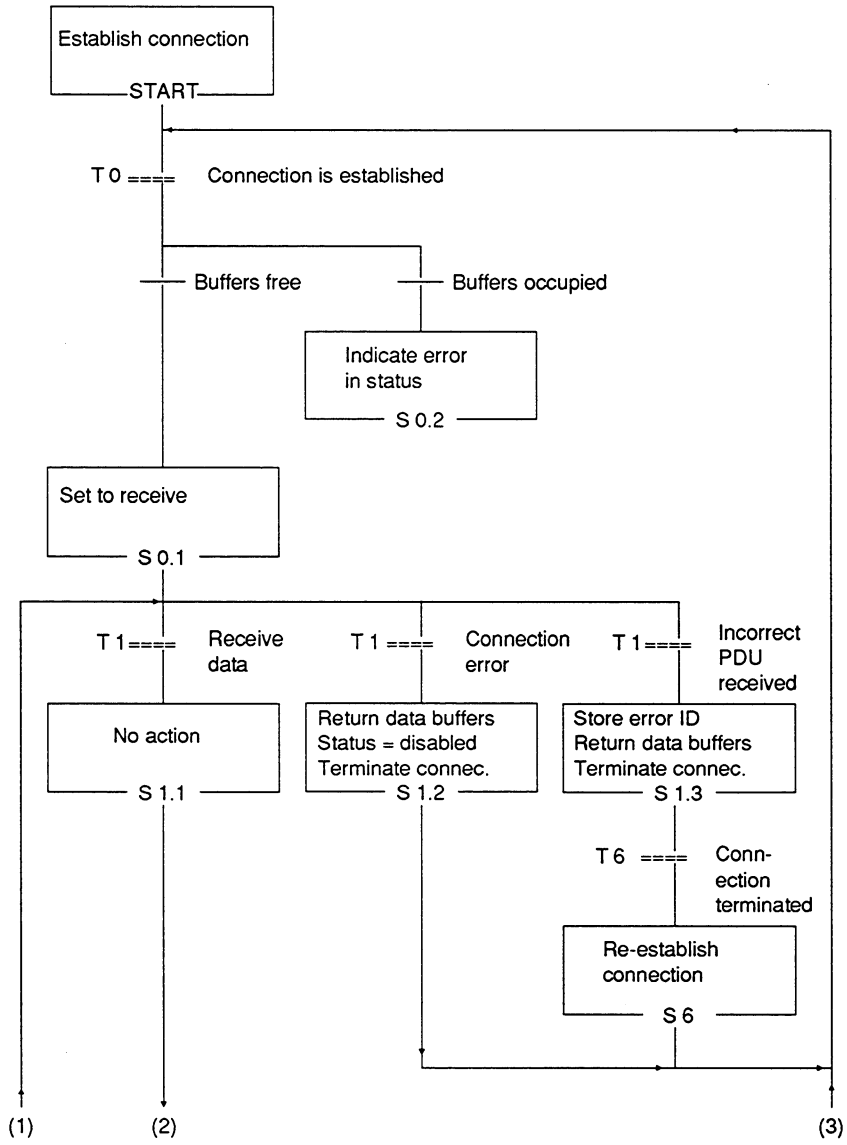 Establish connection
START
T 0 ==== Connection is established
Buffers free
Buffers occupied
Indicate error
in status
S 0.2
Set to receive
S 0.1
T 1 ==== Receive
data
T 1 ==== Connection
error
T 1 ==== Incorrect
PDU
received
No action
S 1.1
Return data buffers
Status = disabled
Terminate connec.
S 1.2
Store error ID
Return data buffers
Terminate connec.
S 1.3
T 6 ==== Conn-
ection
terminated
Re-establish
connection
S 6
(1)
(2)
(3)